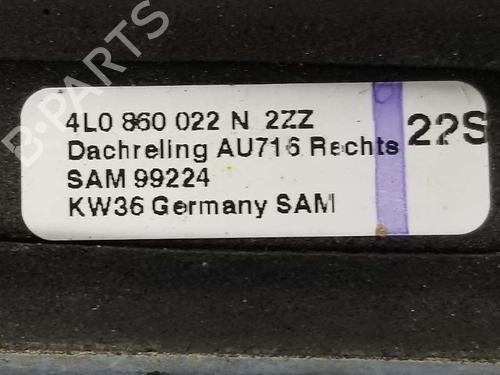 4L0 860 022 N 2ZZ
Dachreling AU716 Rechts
22S
SAM 99224
KW36 Germany SAM
B-PARTS